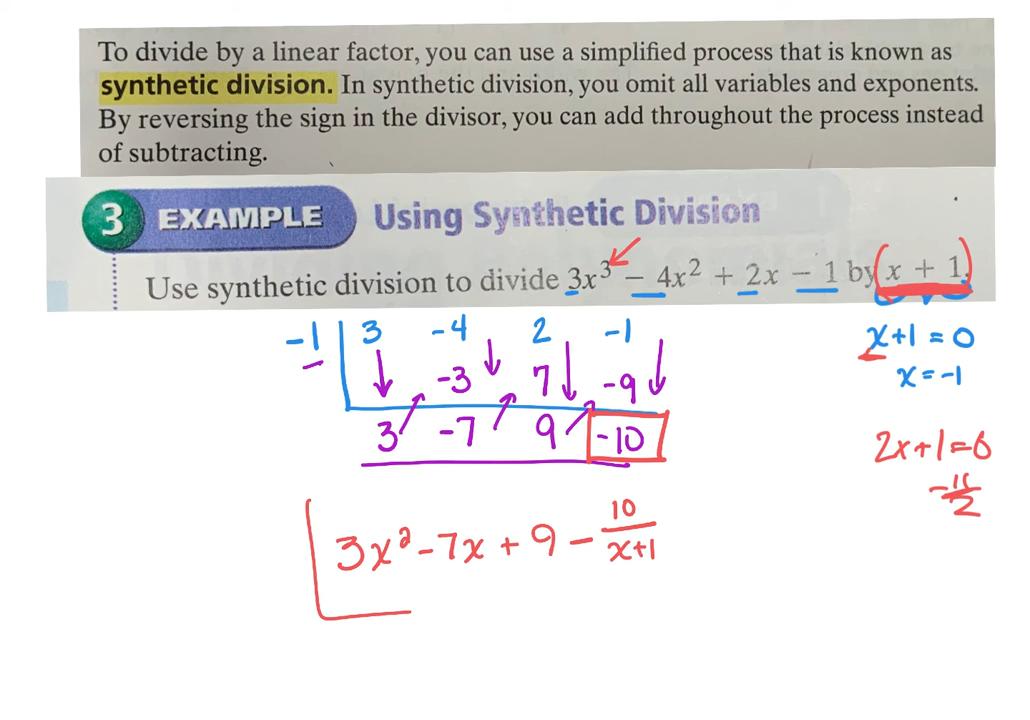 To divide by a linear factor, you can use a simplified process that is known as
synthetic division. In synthetic division, you omit all variables and exponents.
By reversing the sign in the divisor, you can add throughout the process instead
of subtracting.
3 EXAMPLE Using Synthetic Division
Use synthetic division to divide 3x³ − 4x² + 2x − 1 by (x + 1).
-1 3 -4 2 -1
-3 7 -9
3 -7 9 -10
x+1 = 0
x = -1
2x+1=0
3x² - 7x + 9 - 10/(x+1)